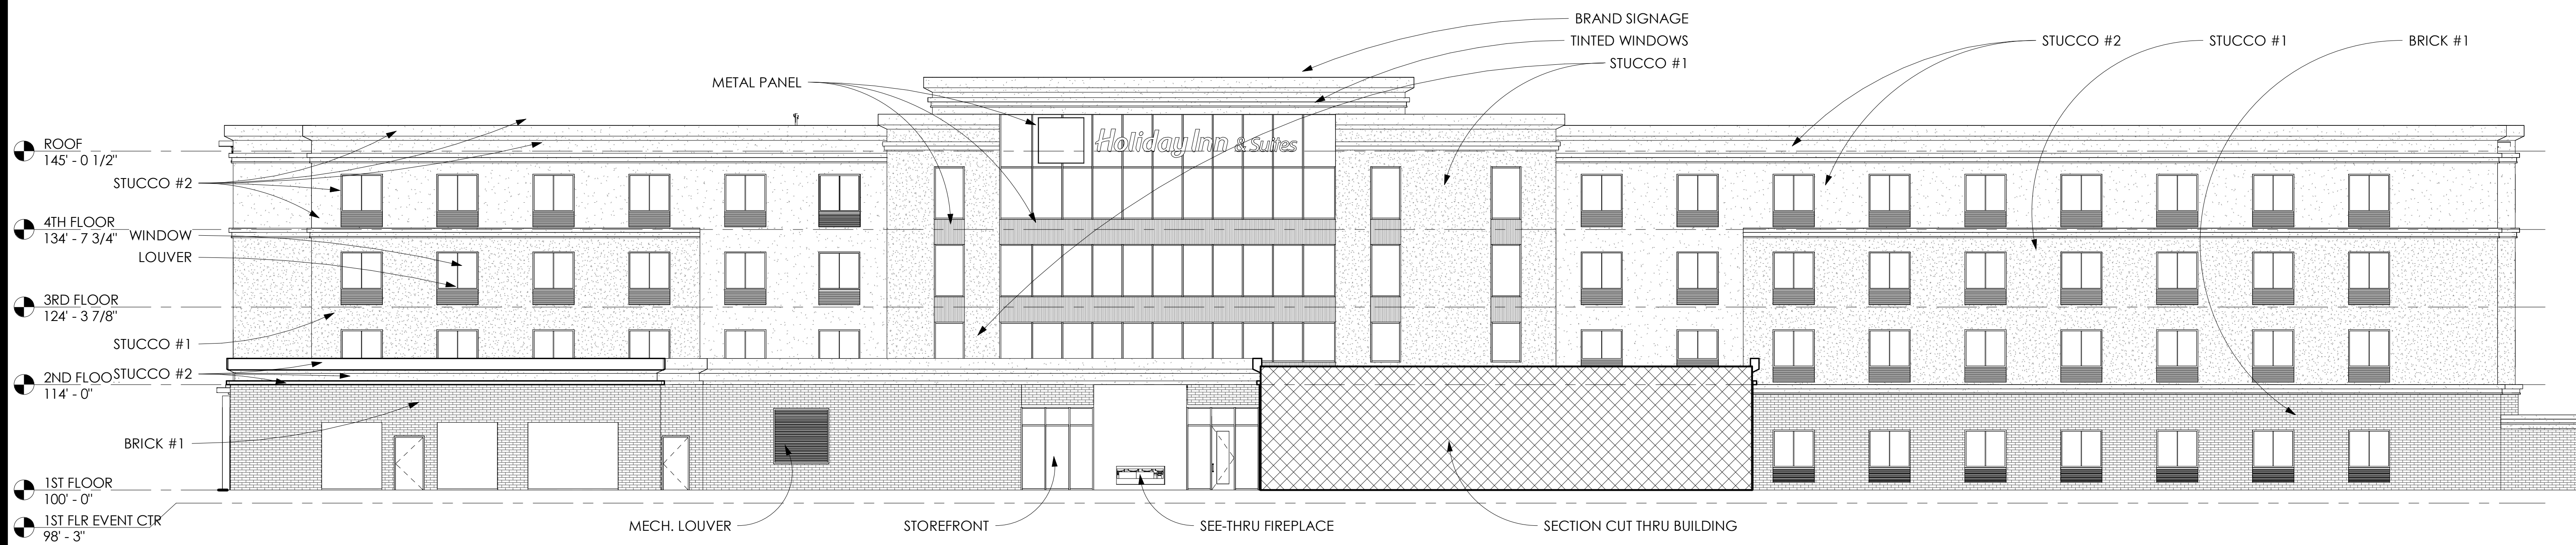 BRAND SIGNAGE
TINTED WINDOWS
STUCCO #1
STUCCO #2
STUCCO #1
BRICK #1
METAL PANEL
Holiday Inn & Suites
ROOF
145' - 0 1/2"
STUCCO #2
4TH FLOOR
134' - 7 3/4"
WINDOW
LOUVER
3RD FLOOR
124' - 3 7/8"
STUCCO #1
2ND FLOO
STUCCO #2
114' - 0"
BRICK #1
1ST FLOOR
100' - 0"
1ST FLR EVENT CTR
98' - 3"
MECH. LOUVER
STOREFRONT
SEE-THRU FIREPLACE
SECTION CUT THRU BUILDING